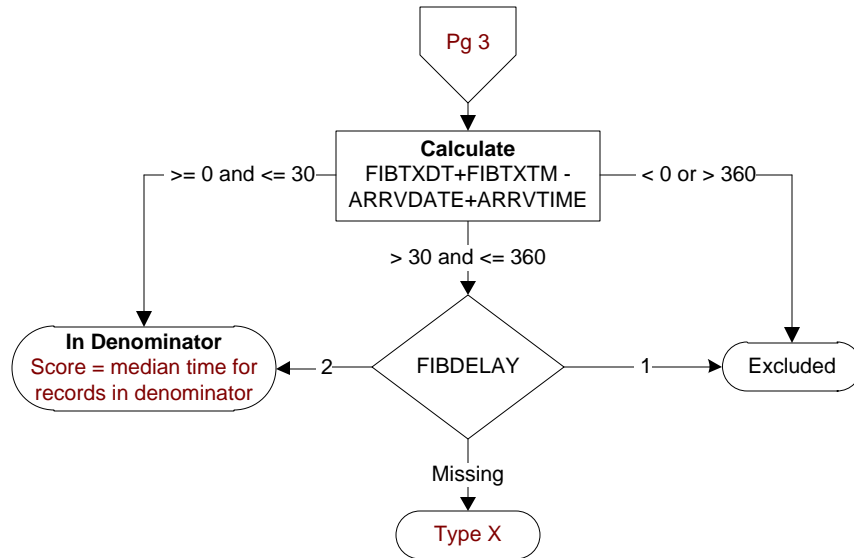 Pg 3
Calculate
FIBTXDT+FIBTXTM -
ARRVDATE+ARRVTIME
>= 0 and <= 30
< 0 or > 360
> 30 and <= 360
In Denominator
Score = median time for
records in denominator
2
FIBDELAY
1
Excluded
Missing
Type X